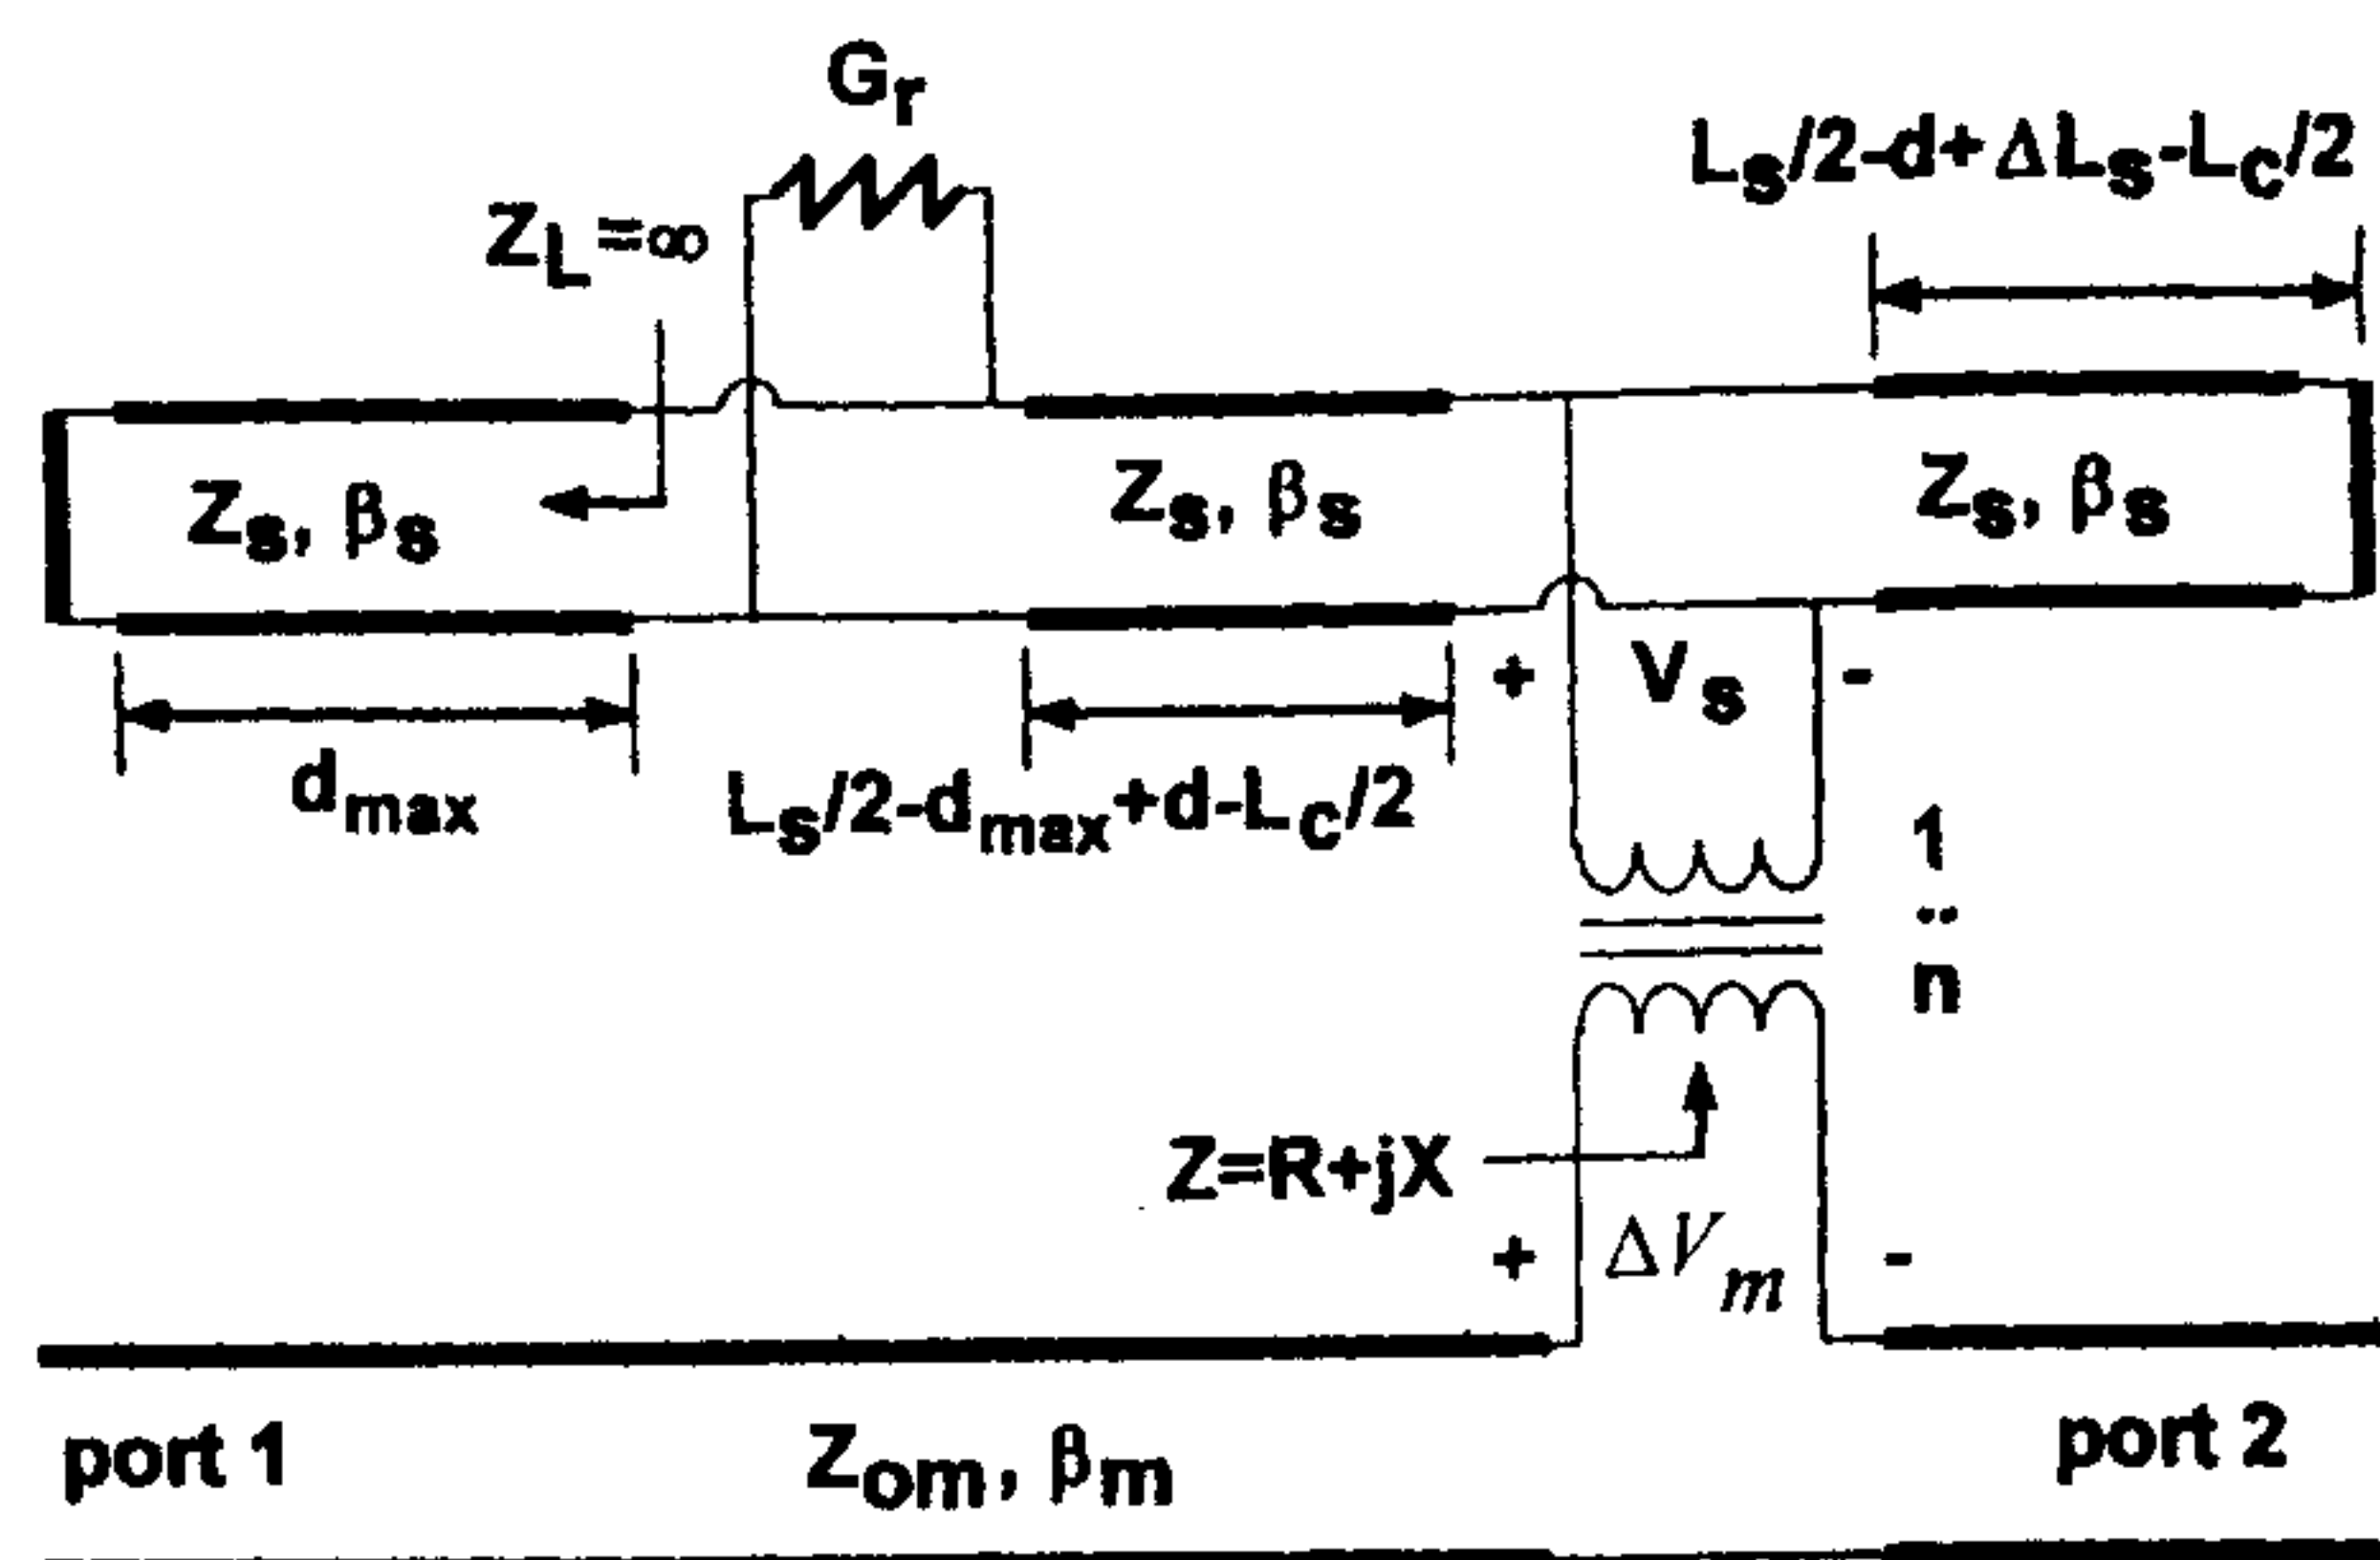 Gr
ZL=∞
Ls/2-d+ΔLs-Lc/2
Zs, βs
Zs, βs
Zs, βs
+ Vs -
dmax
Ls/2-dmax+d-Lc/2
1
:
n
Z=R+jX
+ ΔVm -
port 1
Zom, βm
port 2